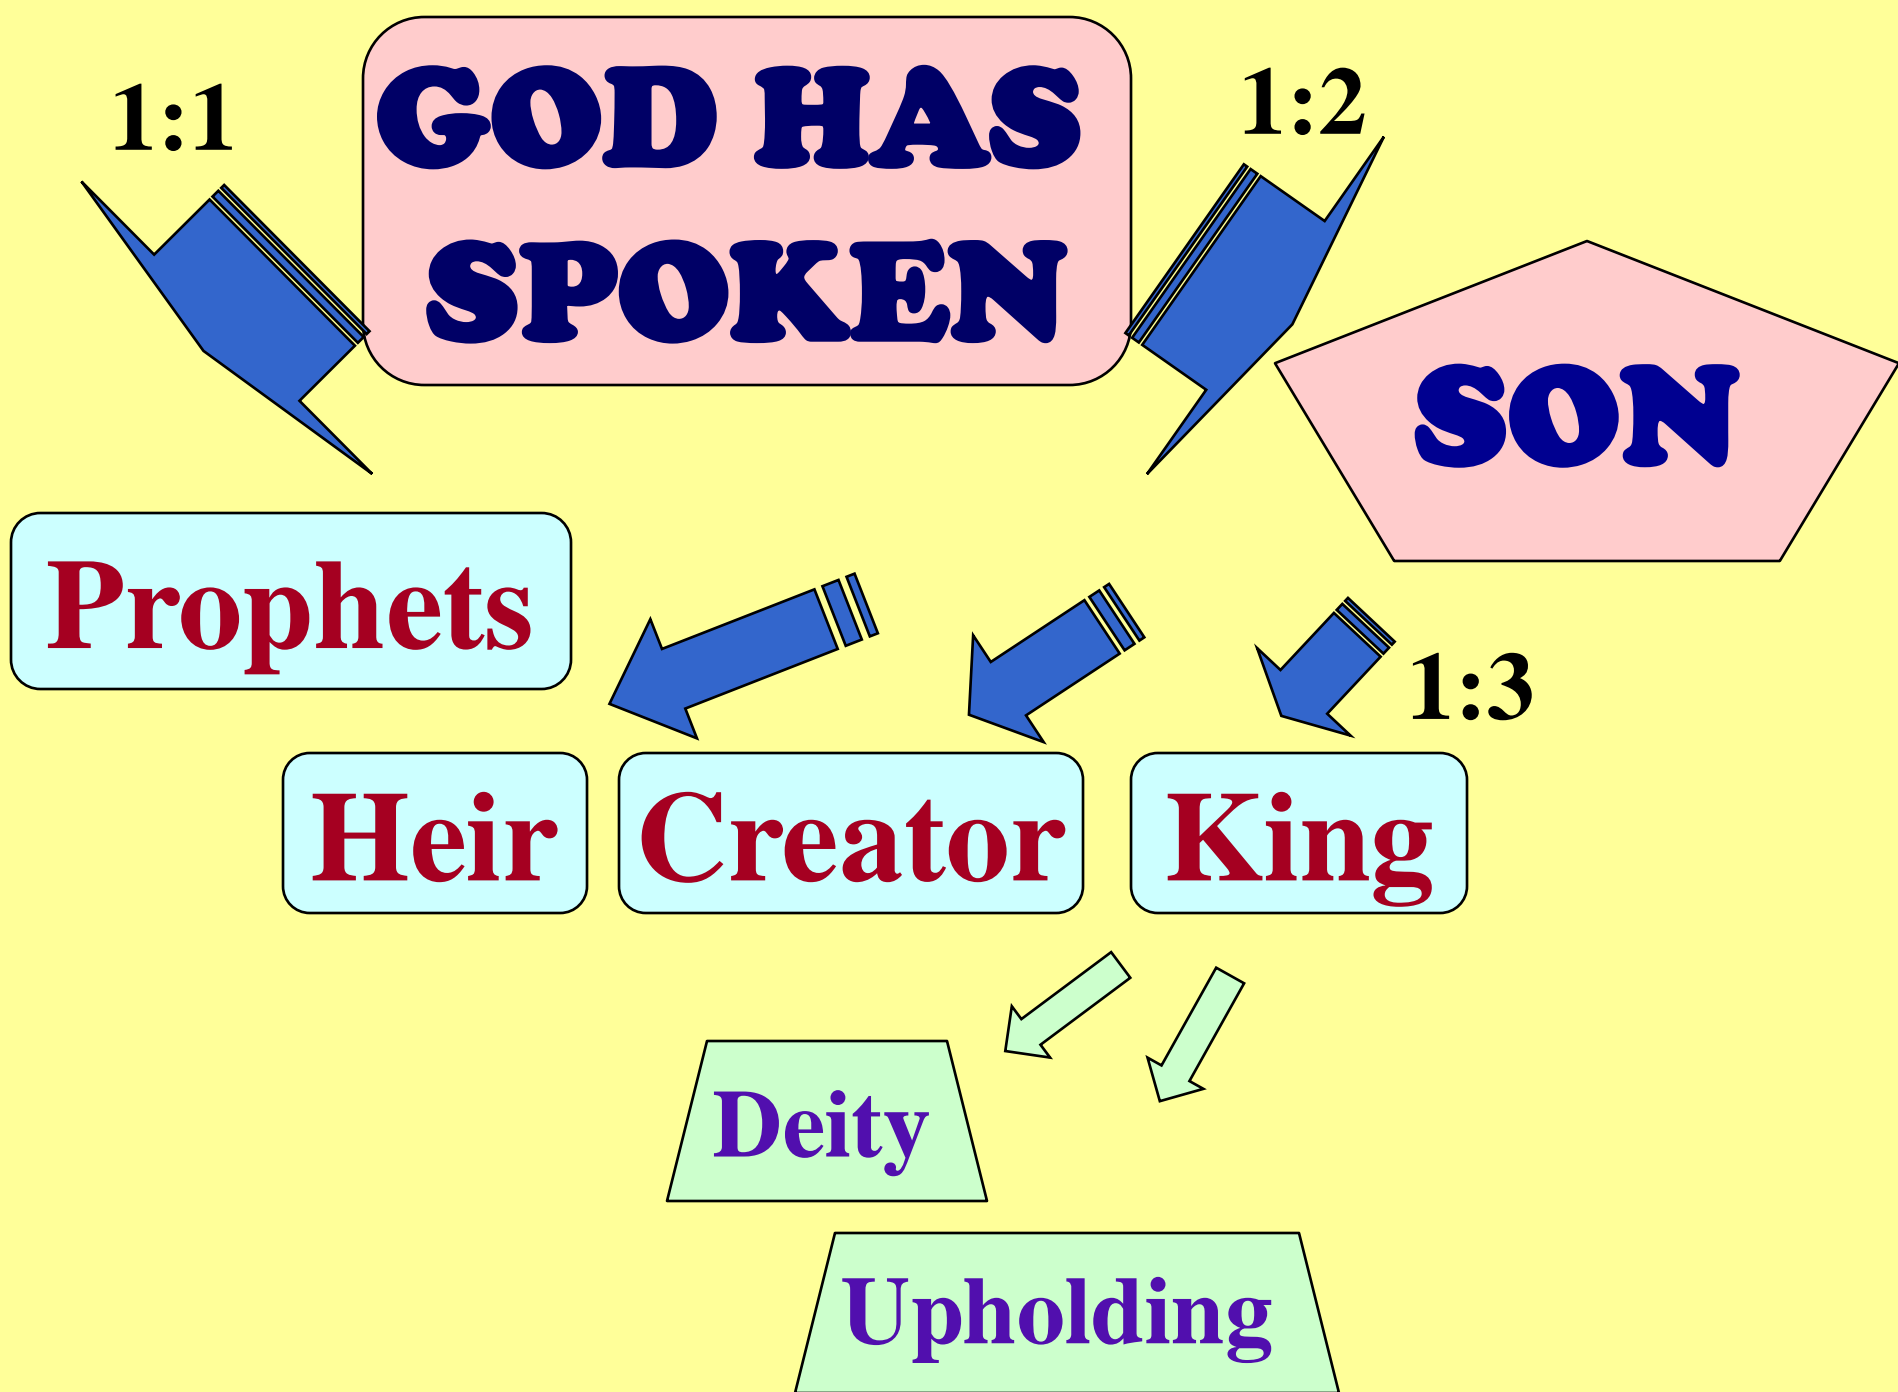 1:1
GOD HAS
SPOKEN
1:2
SON
Prophets
1:3
Heir
Creator
King
Deity
Upholding